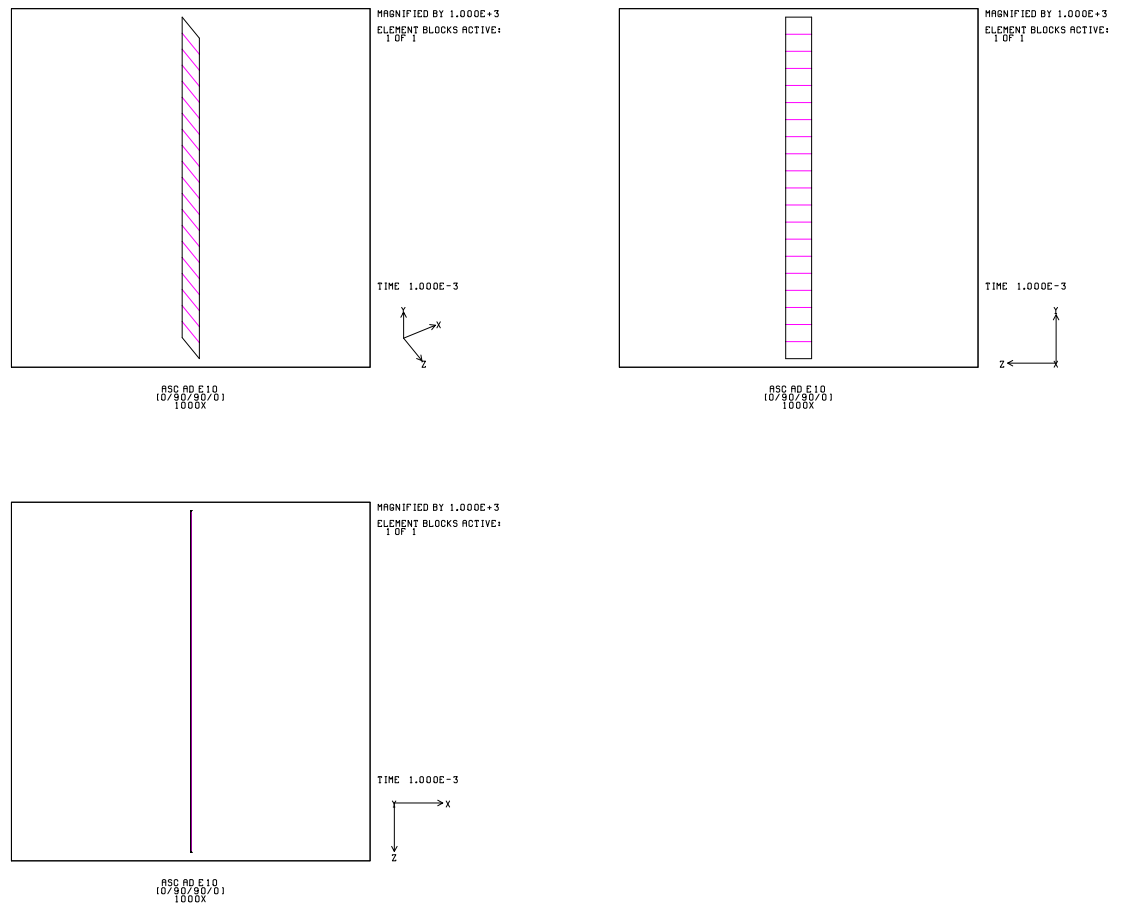 MAGNIFIED BY 1.000E+3
ELEMENT BLOCKS ACTIVE:
1 OF 1
TIME 1.000E-3
Y
X
Z
ASC AD E10
[0/90/90/0]
1000X
MAGNIFIED BY 1.000E+3
ELEMENT BLOCKS ACTIVE:
1 OF 1
TIME 1.000E-3
Y
Z
X
ASC AD E10
[0/90/90/0]
1000X
MAGNIFIED BY 1.000E+3
ELEMENT BLOCKS ACTIVE:
1 OF 1
TIME 1.000E-3
Y
X
Z
ASC AD E10
[0/90/90/0]
1000X